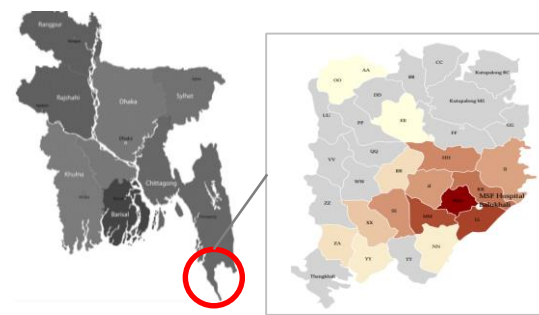 Rangpur
Rajshahi
Dhaka
Sylhet
Dhaka
Khulna
Chittagong
Barisal
CC
AA
OO
BB
Kutupalong RC
DD
Kutupalong MS
EE
UU
PP
FF
GG
QQ
HH
VV
RR
II
WW
JJ
KK
MSF Hospital
Balukhali
ZZ
SS
MM
LL
XX
NN
ZA
YY
TT
Thangkhali